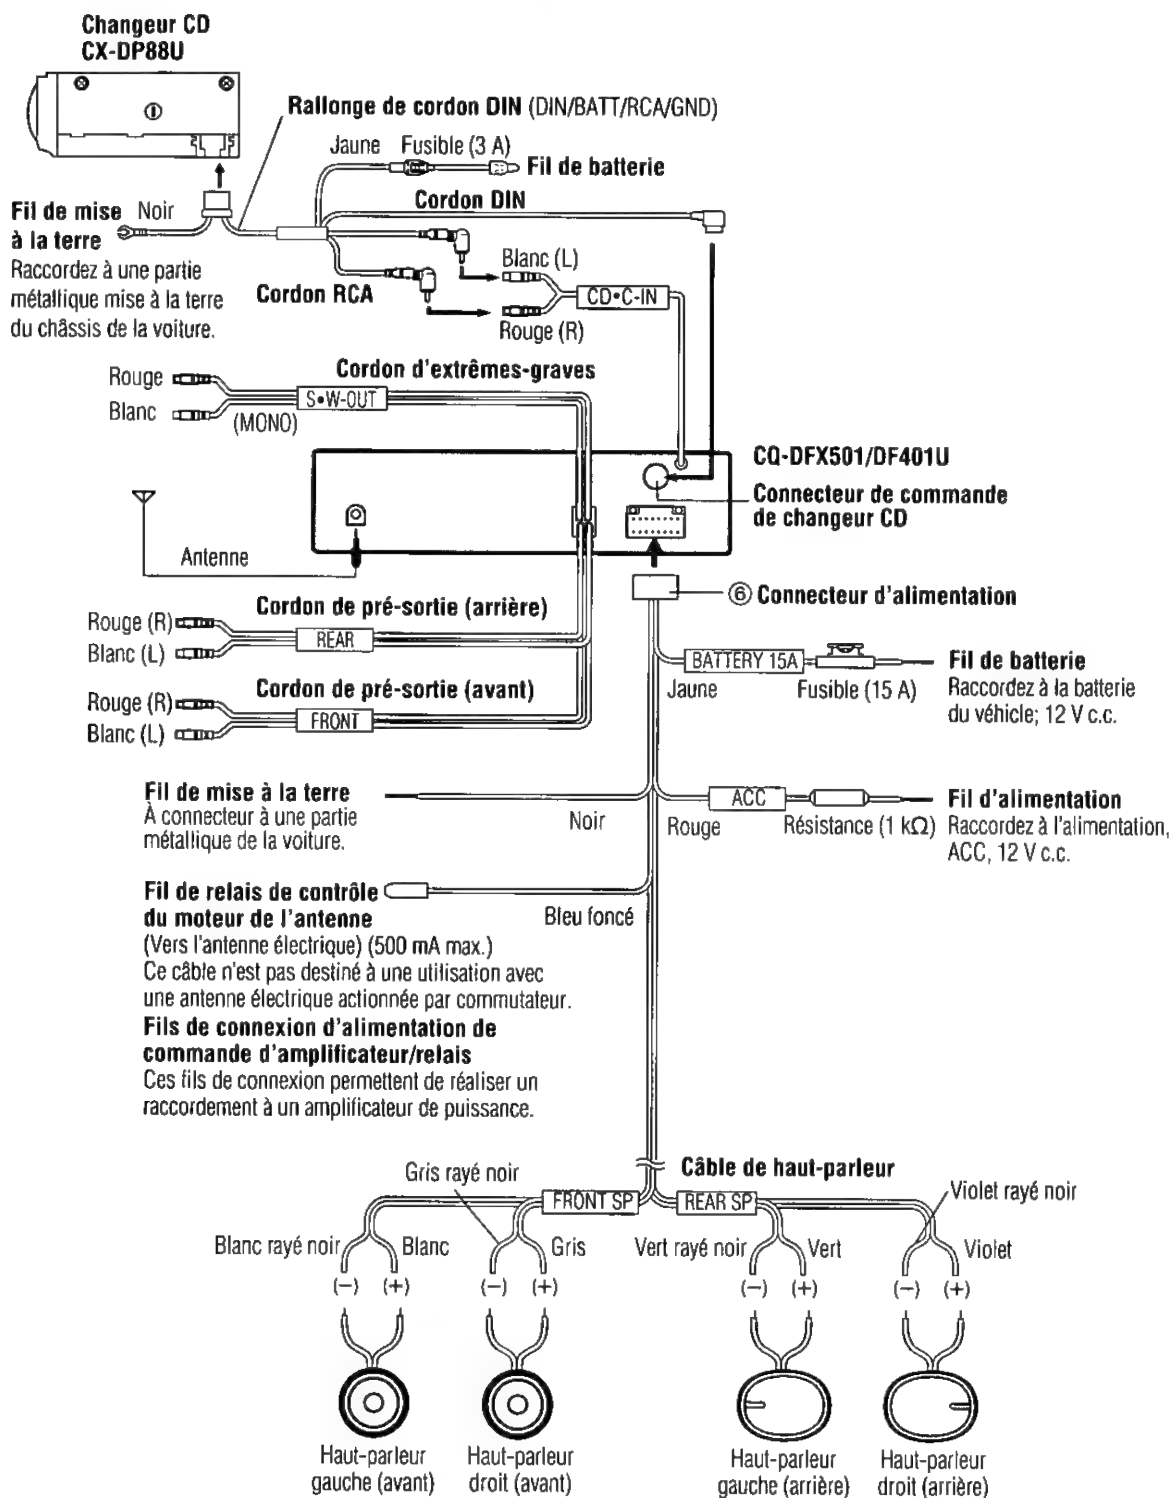 Changeur CD
CX-DP88U
Rallonge de cordon DIN (DIN/BATT/RCA/GND)
Jaune Fusible (3 A)
Fil de batterie
Cordon DIN
Fil de mise
à la terre
Noir
Raccordez à une partie
métallique mise à la terre
du châssis de la voiture.
Blanc (L)
Cordon RCA
CD•C-IN
Rouge (R)
Cordon d'extrêmes-graves
Rouge
Blanc
S•W-OUT
(MONO)
CQ-DFX501/DF401U
Connecteur de commande
de changeur CD
Antenne
⑥ Connecteur d'alimentation
Cordon de pré-sortie (arrière)
Rouge (R)
Blanc (L)
REAR
BATTERY 15A
Jaune
Fusible (15 A)
Fil de batterie
Raccordez à la batterie
du véhicle; 12 V c.c.
Cordon de pré-sortie (avant)
Rouge (R)
Blanc (L)
FRONT
Fil de mise à la terre
À connecteur à une partie
métallique de la voiture.
Noir
ACC
Rouge
Résistance (1 kΩ)
Fil d'alimentation
Raccordez à l'alimentation,
ACC, 12 V c.c.
Fil de relais de contrôle
du moteur de l'antenne
Bleu foncé
(Vers l'antenne électrique) (500 mA max.)
Ce câble n'est pas destiné à une utilisation avec
une antenne électrique actionnée par commutateur.
Fils de connexion d'alimentation de
commande d'amplificateur/relais
Ces fils de connexion permettent de réaliser un
raccordement à un amplificateur de puissance.
Câble de haut-parleur
Gris rayé noir
FRONT SP
REAR SP
Violet rayé noir
Blanc rayé noir
Blanc
Gris
Vert rayé noir
Vert
Violet
(−) (+) (−) (+) (−) (+) (−) (+)
Haut-parleur
gauche (avant)
Haut-parleur
droit (avant)
Haut-parleur
gauche (arrière)
Haut-parleur
droit (arrière)